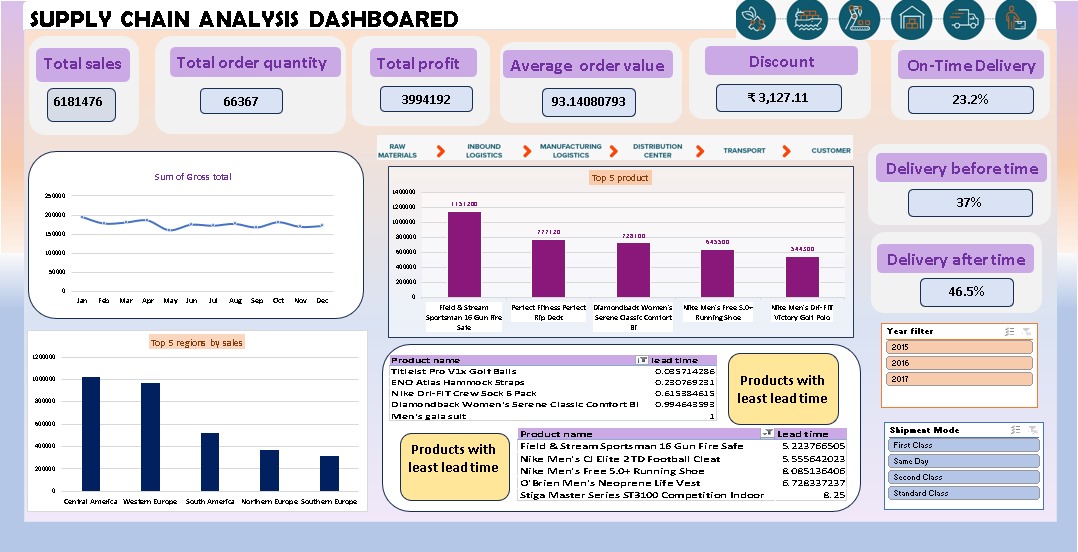 SUPPLY CHAIN ANALYSIS DASHBOARED
Total sales
6181476
Total order quantity
66367
Total profit
3994192
Average order value
93.14080793
Discount
₹ 3,127.11
On-Time Delivery
23.2%
RAW MATERIALS
INBOUND LOGISTICS
MANUFACTURING LOGISTICS
DISTRIBUTION CENTER
TRANSPORT
CUSTOMER
Delivery before time
37%
Delivery after time
46.5%
Sum of Gross total
250000
200000
150000
100000
50000
0
Jan Feb Mar Apr May Jun Jul Aug Sep Oct Nov Dec
Top 5 product
1400000
1200000
1000000
800000
600000
400000
200000
0
1131200
777120
728100
643500
544500
Field & Stream Sportsman 16 Gun Fire Safe
Perfect Fitness Perfect Rip Deck
Diamondback Women's Serene Classic Comfort Bi
Nike Men's Free 5.0+ Running Shoe
Nike Men's Dri-FIT Victory Golf Polo
Top 5 regions by sales
1200000
1000000
800000
600000
400000
200000
0
Central America Western Europe South America Northern Europe Southern Europe
Product name lead time
Titleist Pro V1x Golf Balls 0.085714286
ENO Atlas Hammock Straps 0.230769231
Nike Dri-FIT Crew Sock 6 Pack 0.615384615
Diamondback Women's Serene Classic Comfort Bi 0.994643593
Men's gala suit 1
Products with
least lead time
Products with
least lead time
Product name Lead time
Field & Stream Sportsman 16 Gun Fire Safe 5.223766505
Nike Men's CJ Elite 2 TD Football Cleat 5.555642023
Nike Men's Free 5.0+ Running Shoe 8.085136406
O'Brien Men's Neoprene Life Vest 6.728337237
Stiga Master Series ST3100 Competition Indoor 8.25
Year filter
2015
2016
2017
Shipment Mode
First Class
Same Day
Second Class
Standard Class